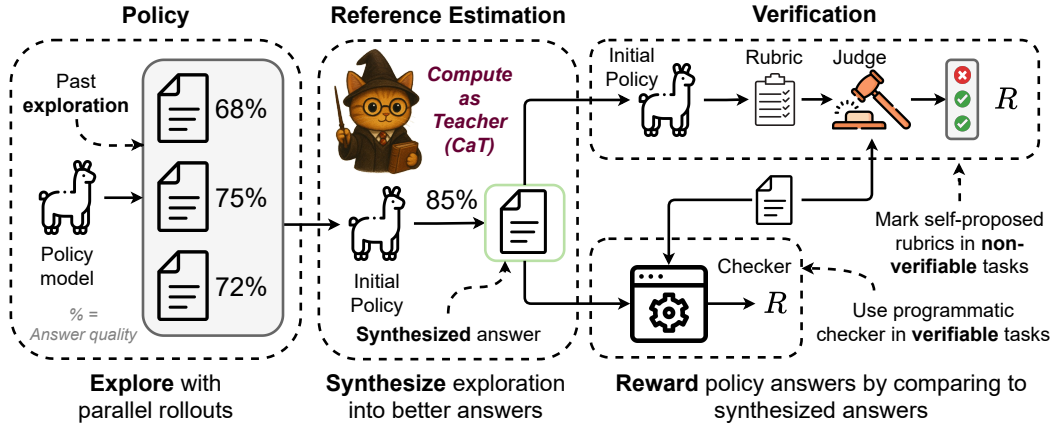 Policy
Past
exploration
68%
75%
72%
Policy
model
% =
Answer quality
Explore with
parallel rollouts
Reference Estimation
Compute
as
Teacher
(CaT)
85%
Initial
Policy
Synthesized answer
Synthesize exploration
into better answers
Verification
Initial
Policy
Rubric
Judge
R
Mark self-proposed
rubrics in non-
verifiable tasks
Checker
R
Use programmatic
checker in verifiable tasks
Reward policy answers by comparing to
synthesized answers